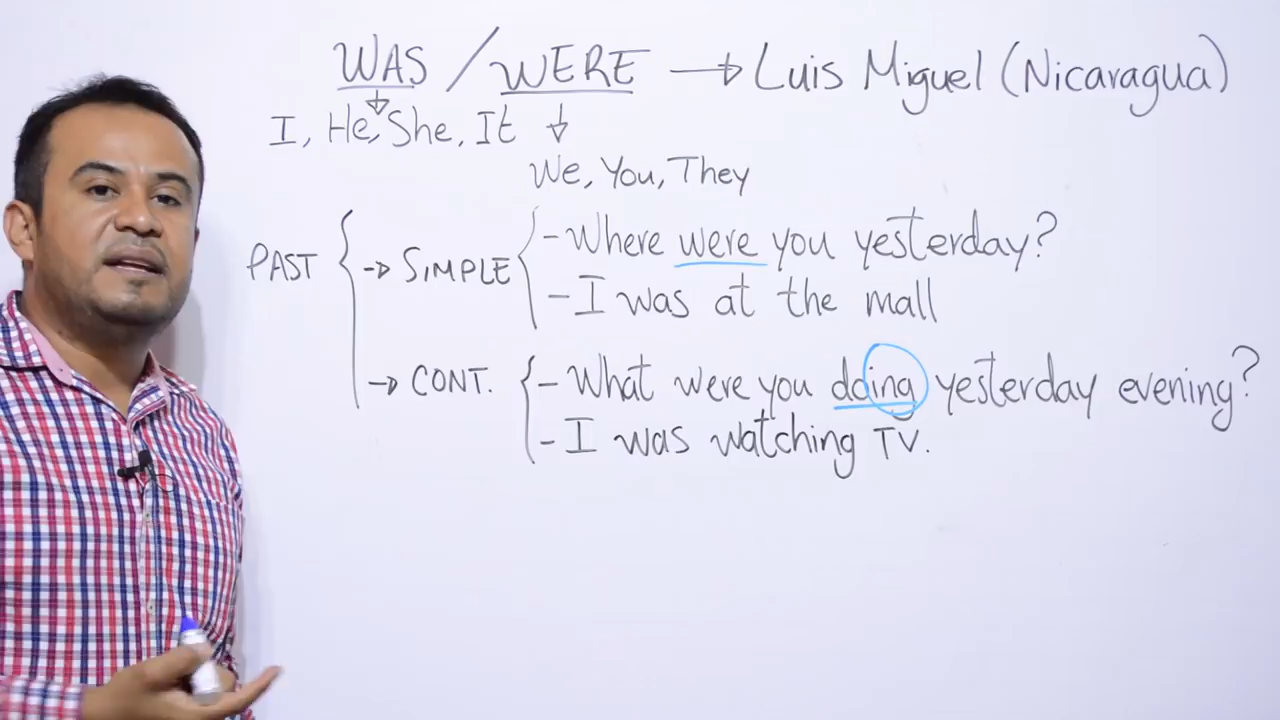 WAS / WERE → Luis Miguel (Nicaragua)
I, He, She, It
We, You, They
PAST → SIMPLE - Where were you yesterday?
- I was at the mall
→ CONT. - What were you doing yesterday evening?
- I was watching TV.